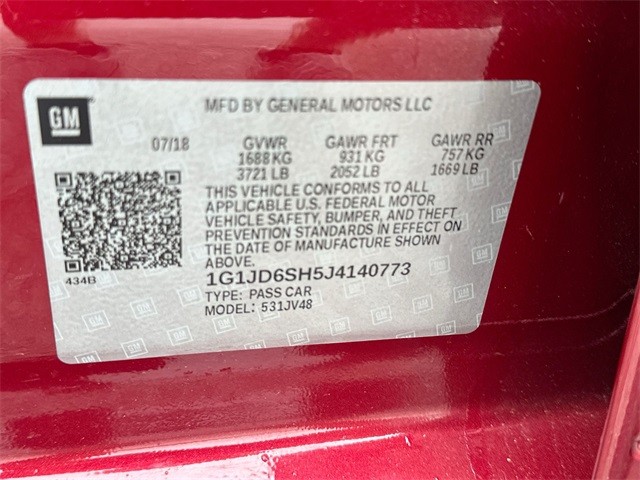 GM
MFD BY GENERAL MOTORS LLC
07/18 GVWR GAWR FRT GAWR RR
1688 KG 931 KG 757 KG
3721 LB 2052 LB 1669 LB
THIS VEHICLE CONFORMS TO ALL
APPLICABLE U.S. FEDERAL MOTOR
VEHICLE SAFETY, BUMPER, AND THEFT
PREVENTION STANDARDS IN EFFECT ON
THE DATE OF MANUFACTURE SHOWN
ABOVE.
434B
1G1JD6SH5J4140773
TYPE: PASS CAR
MODEL: 531JV48